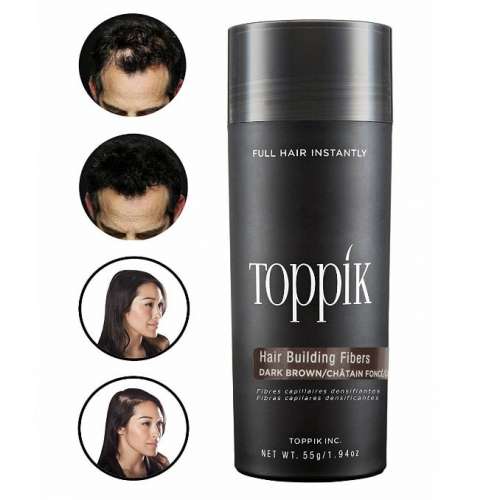 FULL HAIR INSTANTLY
TOPPIK
Hair Building Fibers
DARK BROWN/CHÂTAIN FONCÉ/
Fibres capillaires densifiantes
Fibras capilares densificantes
TOPPIK INC.
NET WT. 55g/1.94oz